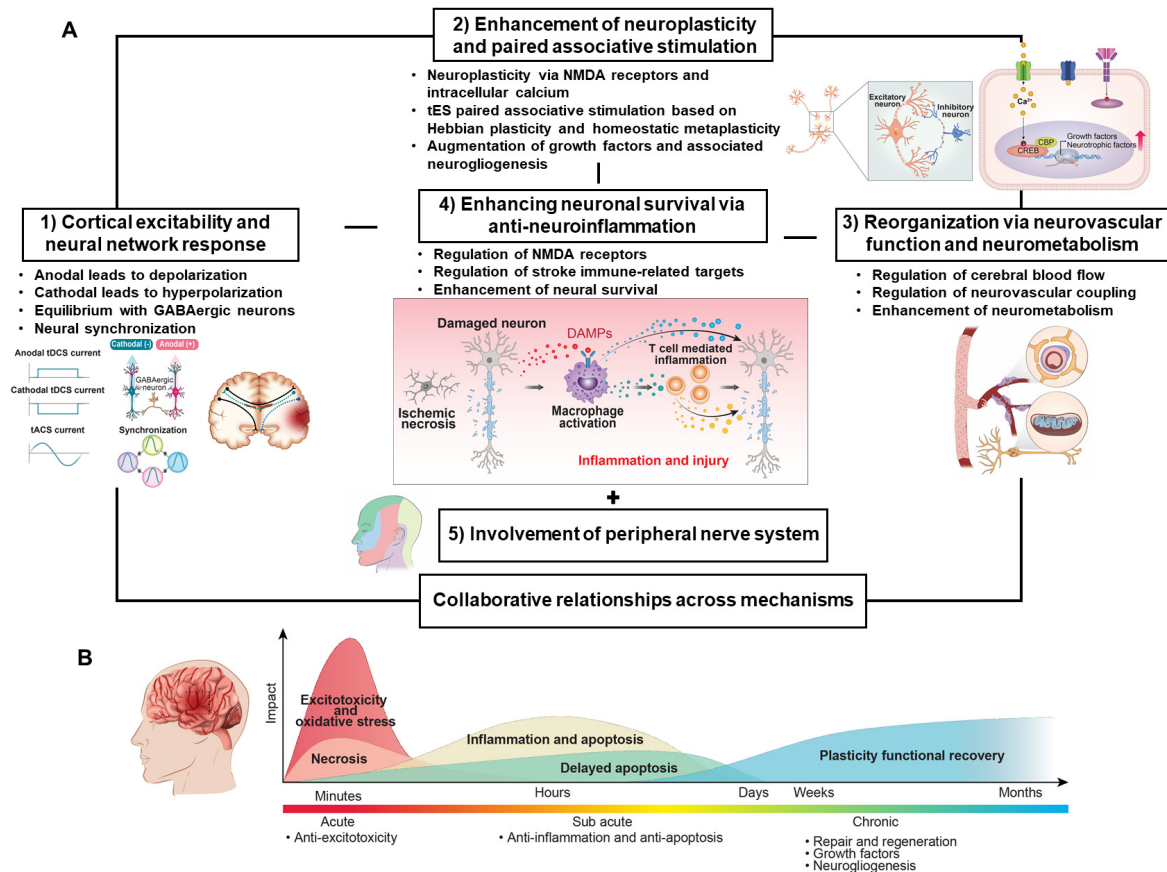 A
2) Enhancement of neuroplasticity
and paired associative stimulation
• Neuroplasticity via NMDA receptors and
intracellular calcium
• tES paired associative stimulation based on
Hebbian plasticity and homeostatic metaplasticity
• Augmentation of growth factors and associated
neurogliogenesis
Excitatory
neuron
Inhibitory
neuron
Ca²⁺
CREB
CBP
Growth factors
Neurotrophic factors
1) Cortical excitability and
neural network response
• Anodal leads to depolarization
• Cathodal leads to hyperpolarization
• Equilibrium with GABAergic neurons
• Neural synchronization
Anodal tDCS current
Cathodal tDCS current
tACS current
Cathodal (-)
Anodal (+)
GABAergic
neuron
Synchronization
4) Enhancing neuronal survival via
anti-neuroinflammation
• Regulation of NMDA receptors
• Regulation of stroke immune-related targets
• Enhancement of neural survival
Damaged neuron
DAMPs
T cell mediated
inflammation
Ischemic
necrosis
Macrophage
activation
Inflammation and injury
3) Reorganization via neurovascular
function and neurometabolism
• Regulation of cerebral blood flow
• Regulation of neurovascular coupling
• Enhancement of neurometabolism
+
5) Involvement of peripheral nerve system
Collaborative relationships across mechanisms
B
Impact
Excitotoxicity
and
oxidative stress
Necrosis
Inflammation and apoptosis
Delayed apoptosis
Plasticity functional recovery
Minutes
Hours
Days
Weeks
Months
Acute
Sub acute
Chronic
• Anti-excitotoxicity
• Anti-inflammation and anti-apoptosis
• Repair and regeneration
• Growth factors
• Neurogliogenesis